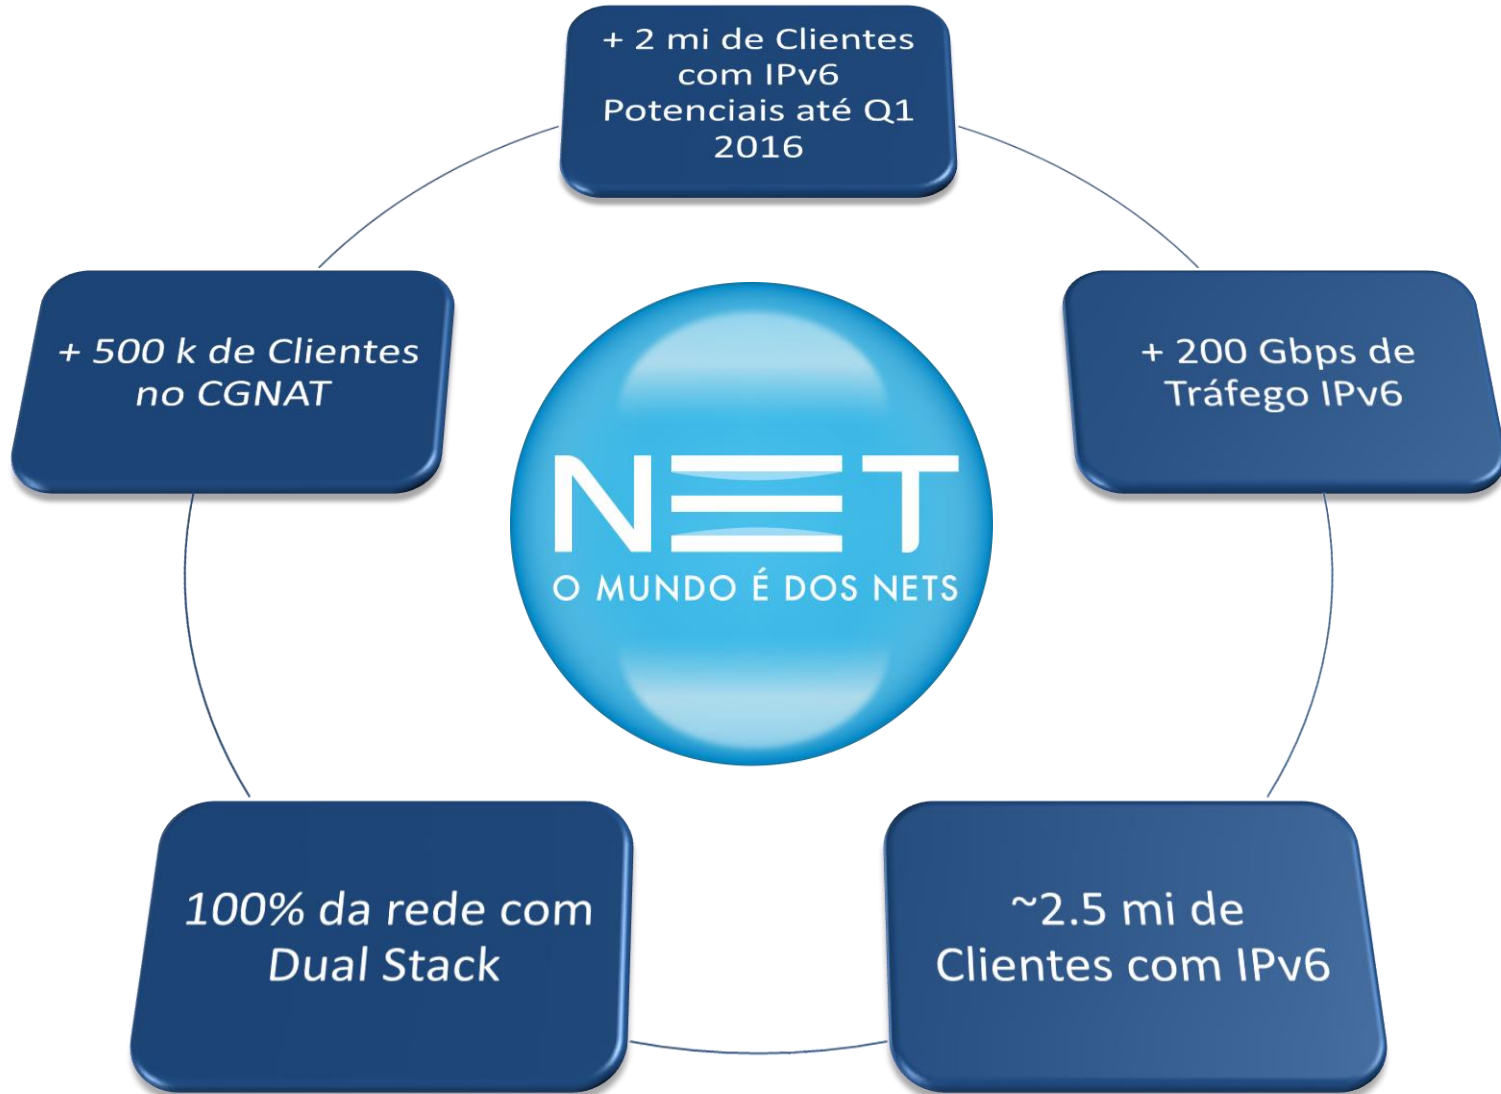 + 2 mi de Clientes
com IPv6
Potenciais até Q1
2016
+ 500 k de Clientes
no CGNAT
+ 200 Gbps de
Tráfego IPv6
NET
O MUNDO É DOS NETS
100% da rede com
Dual Stack
~2.5 mi de
Clientes com IPv6